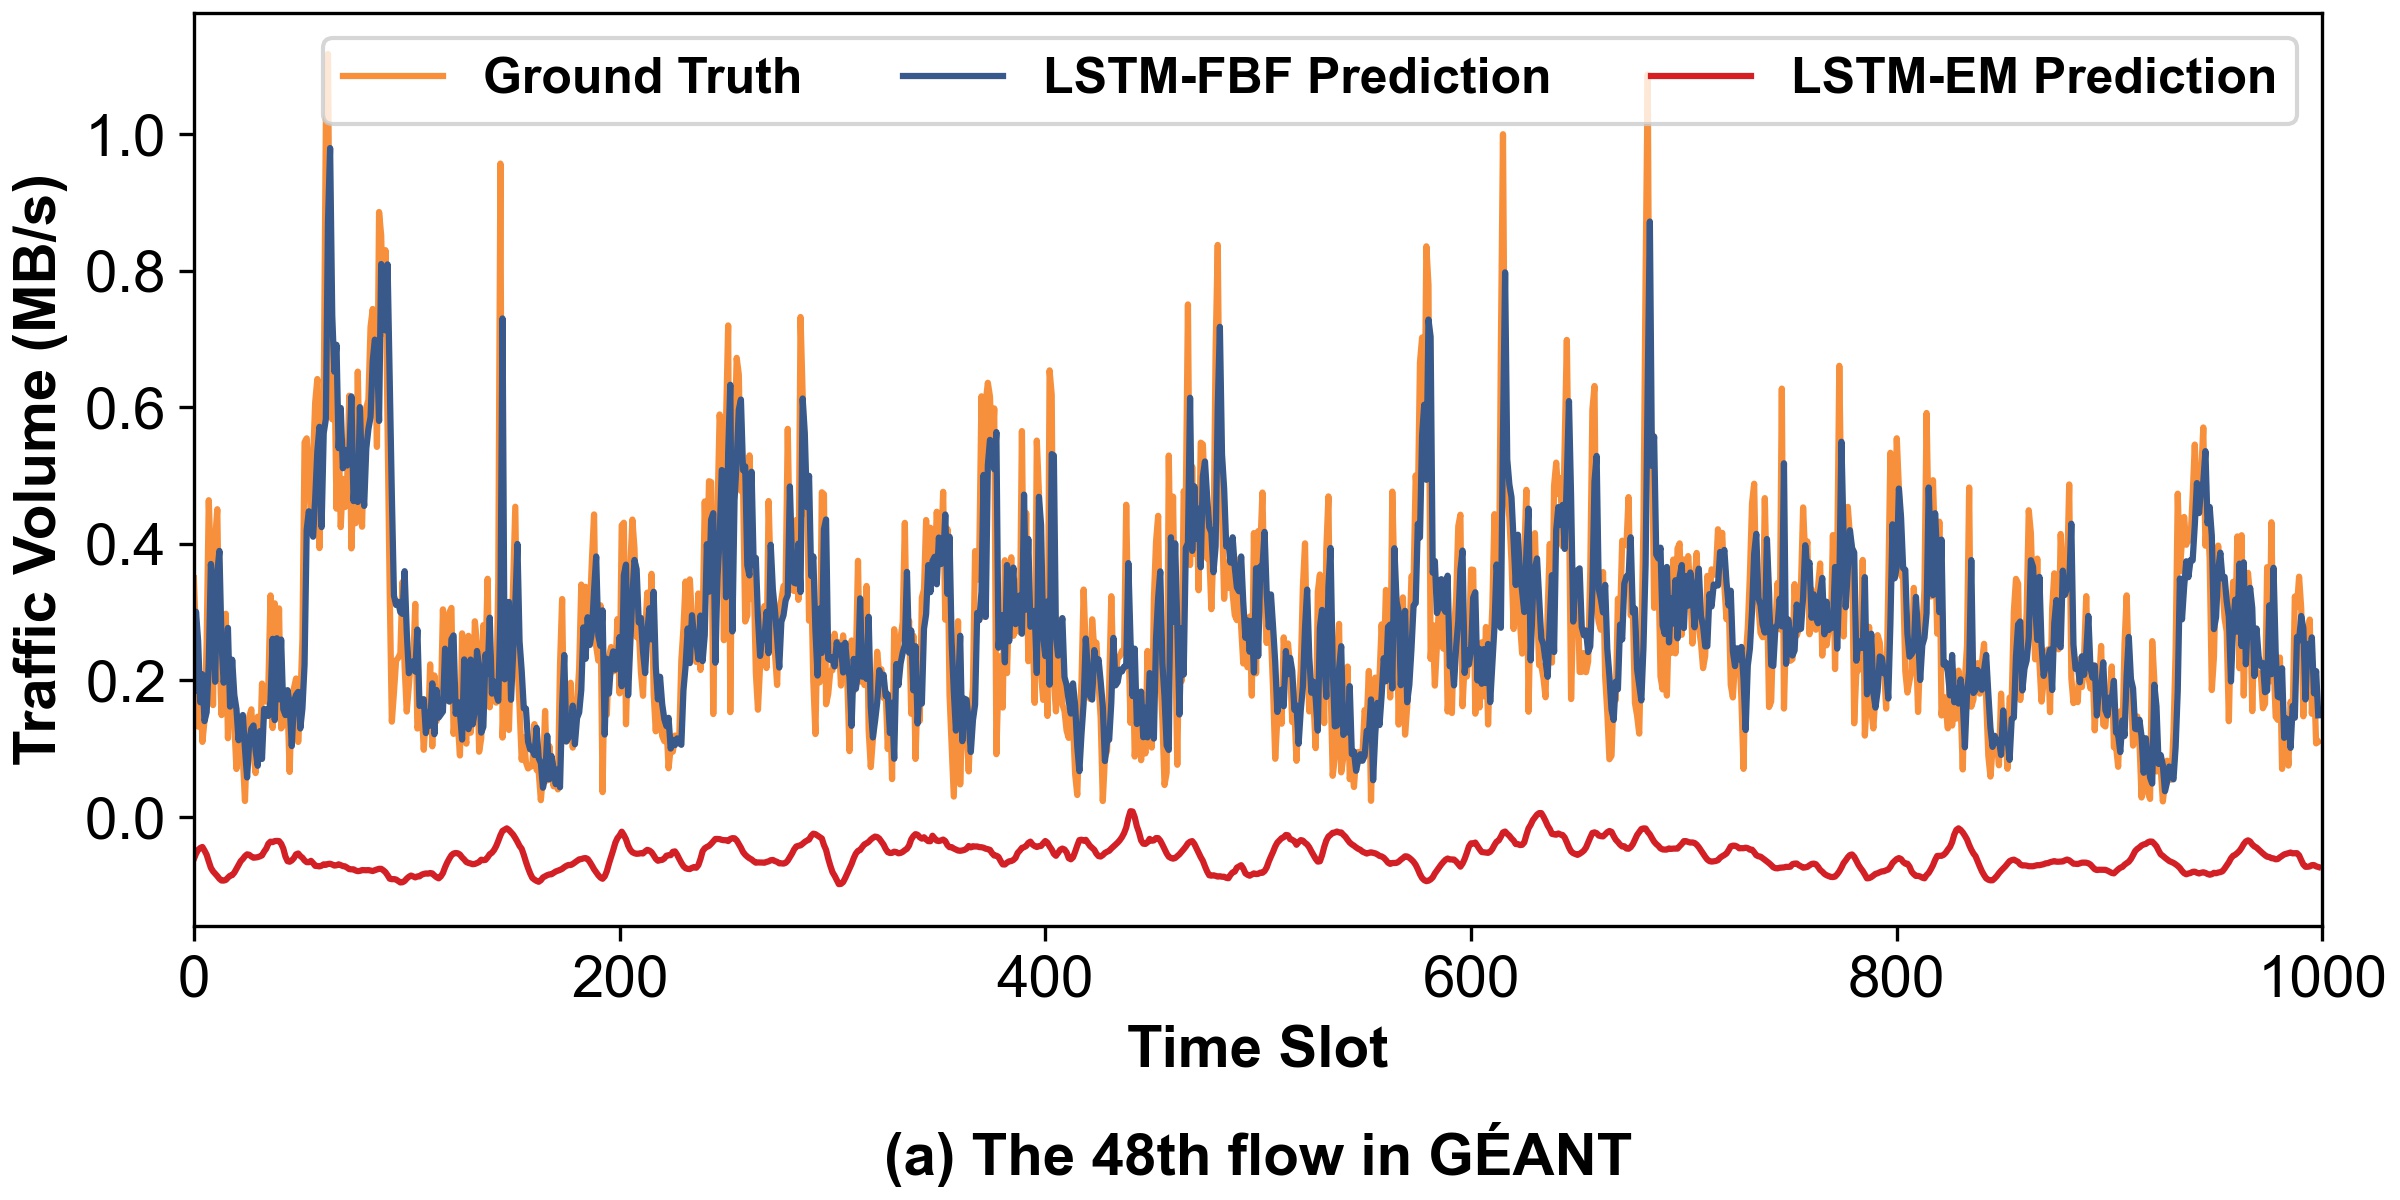 Ground Truth LSTM-FBF Prediction LSTM-EM Prediction
Traffic Volume (MB/s)
1.0
0.8
0.6
0.4
0.2
0.0
0 200 400 600 800 1000
Time Slot
(a) The 48th flow in GÉANT